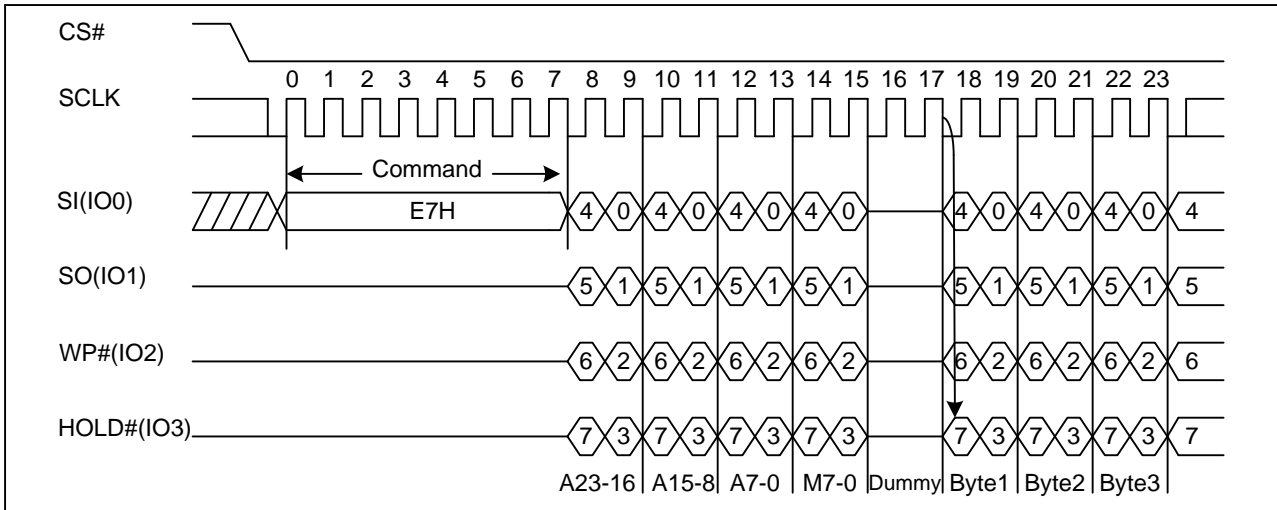 CS#
0 1 2 3 4 5 6 7 8 9 10 11 12 13 14 15 16 17 18 19 20 21 22 23
SCLK
Command
SI(IO0) E7H 4 0 4 0 4 0 4 0 4 0 4 0 4 0 4
SO(IO1) 5 1 5 1 5 1 5 1 5 1 5 1 5 1 5
WP#(IO2) 6 2 6 2 6 2 6 2 6 2 6 2 6 2 6
HOLD#(IO3) 7 3 7 3 7 3 7 3 7 3 7 3 7 3 7
A23-16 A15-8 A7-0 M7-0 Dummy Byte1 Byte2 Byte3